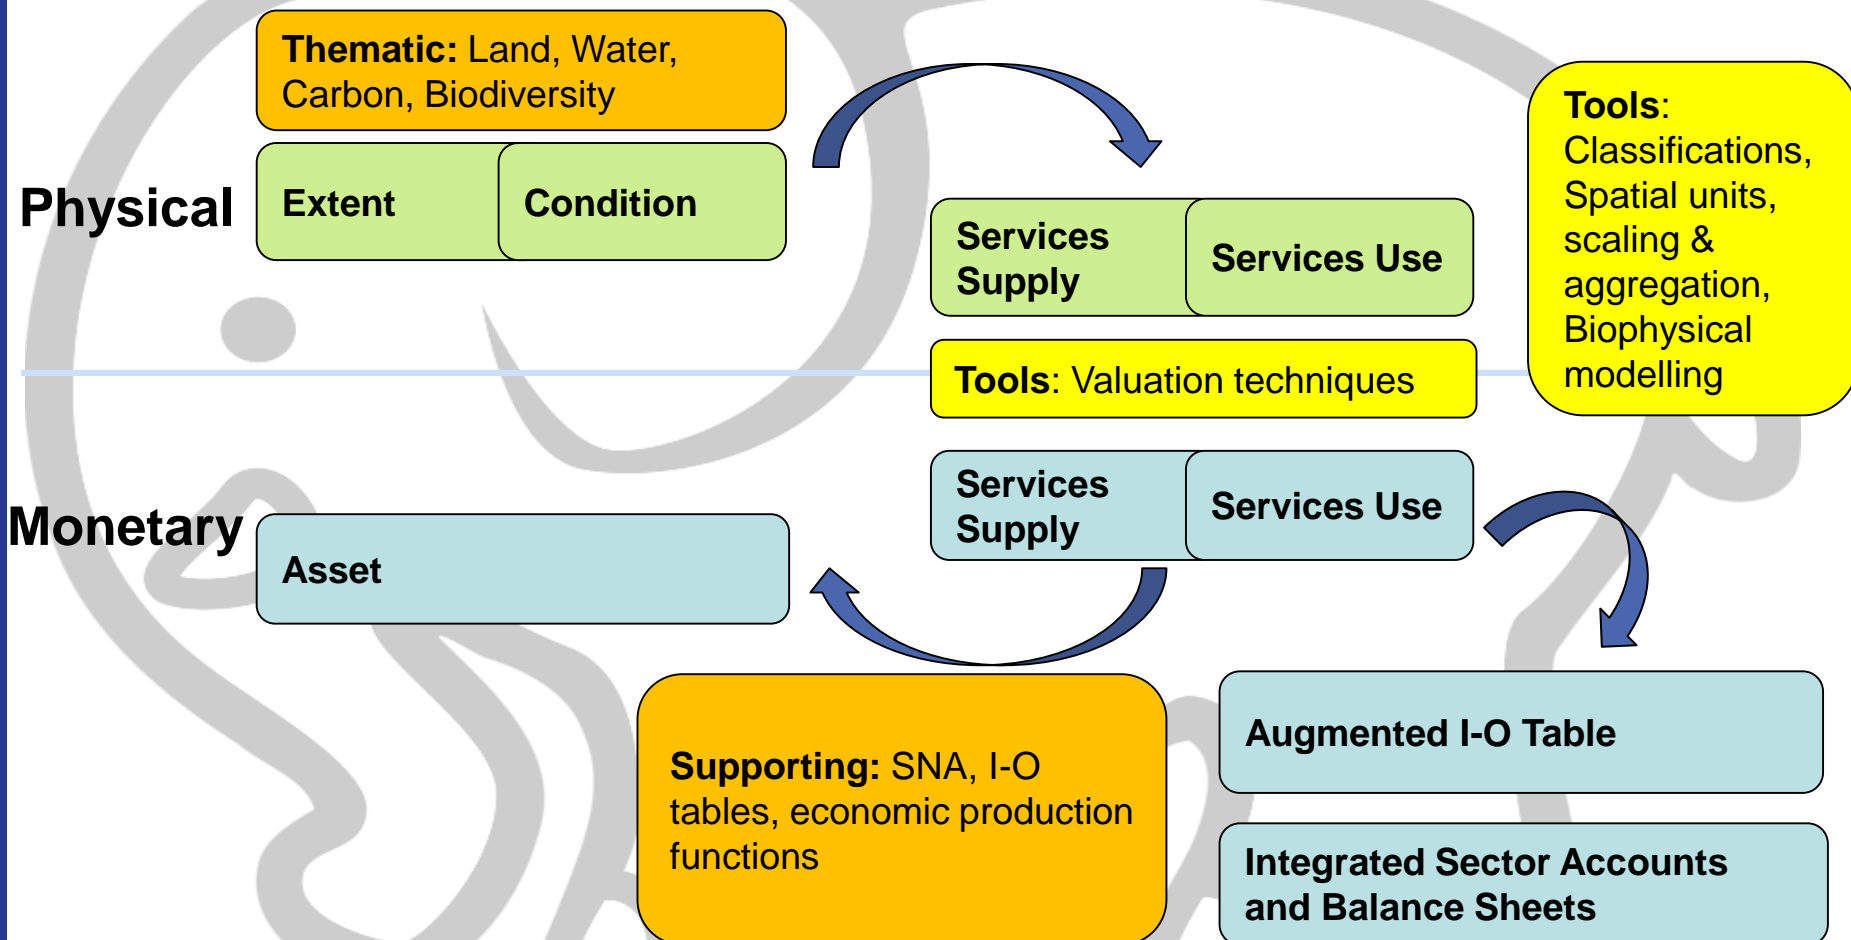 Thematic: Land, Water,
Carbon, Biodiversity
Physical
Extent
Condition
Services
Supply
Services Use
Tools:
Classifications,
Spatial units,
scaling &
aggregation,
Biophysical
modelling
Tools: Valuation techniques
Monetary
Asset
Services
Supply
Services Use
Supporting: SNA, I-O
tables, economic production
functions
Augmented I-O Table
Integrated Sector Accounts
and Balance Sheets